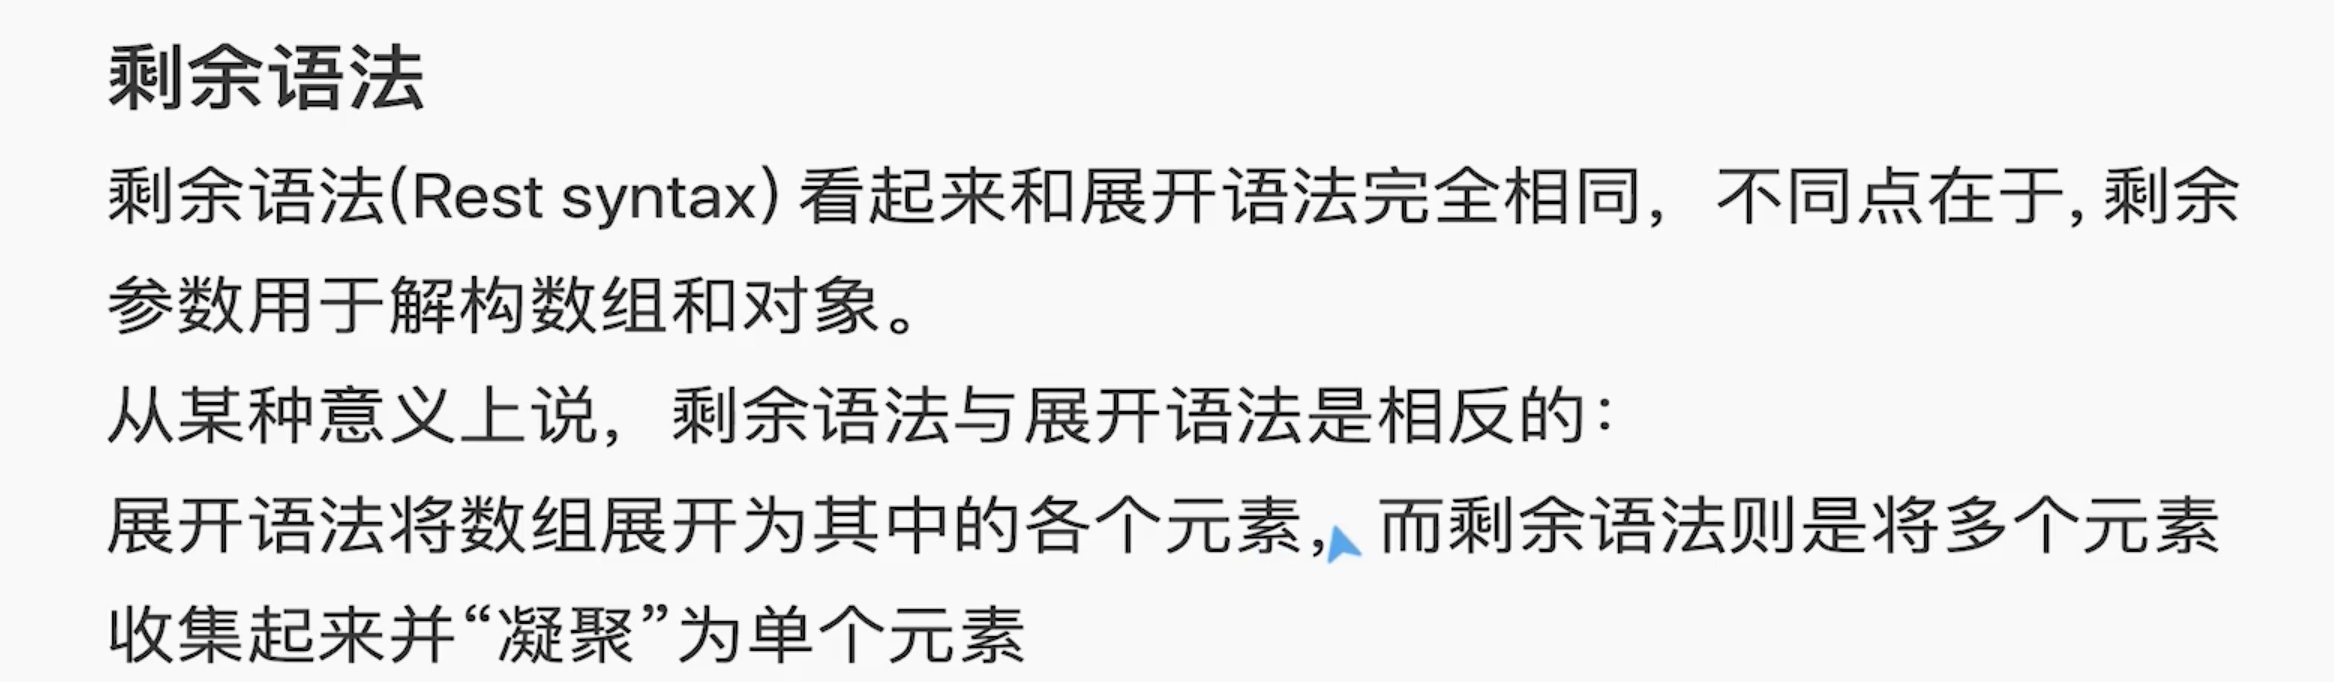 剩余语法
剩余语法(Rest syntax) 看起来和展开语法完全相同，不同点在于, 剩余
参数用于解构数组和对象。
从某种意义上说，剩余语法与展开语法是相反的：
展开语法将数组展开为其中的各个元素，而剩余语法则是将多个元素
收集起来并“凝聚”为单个元素